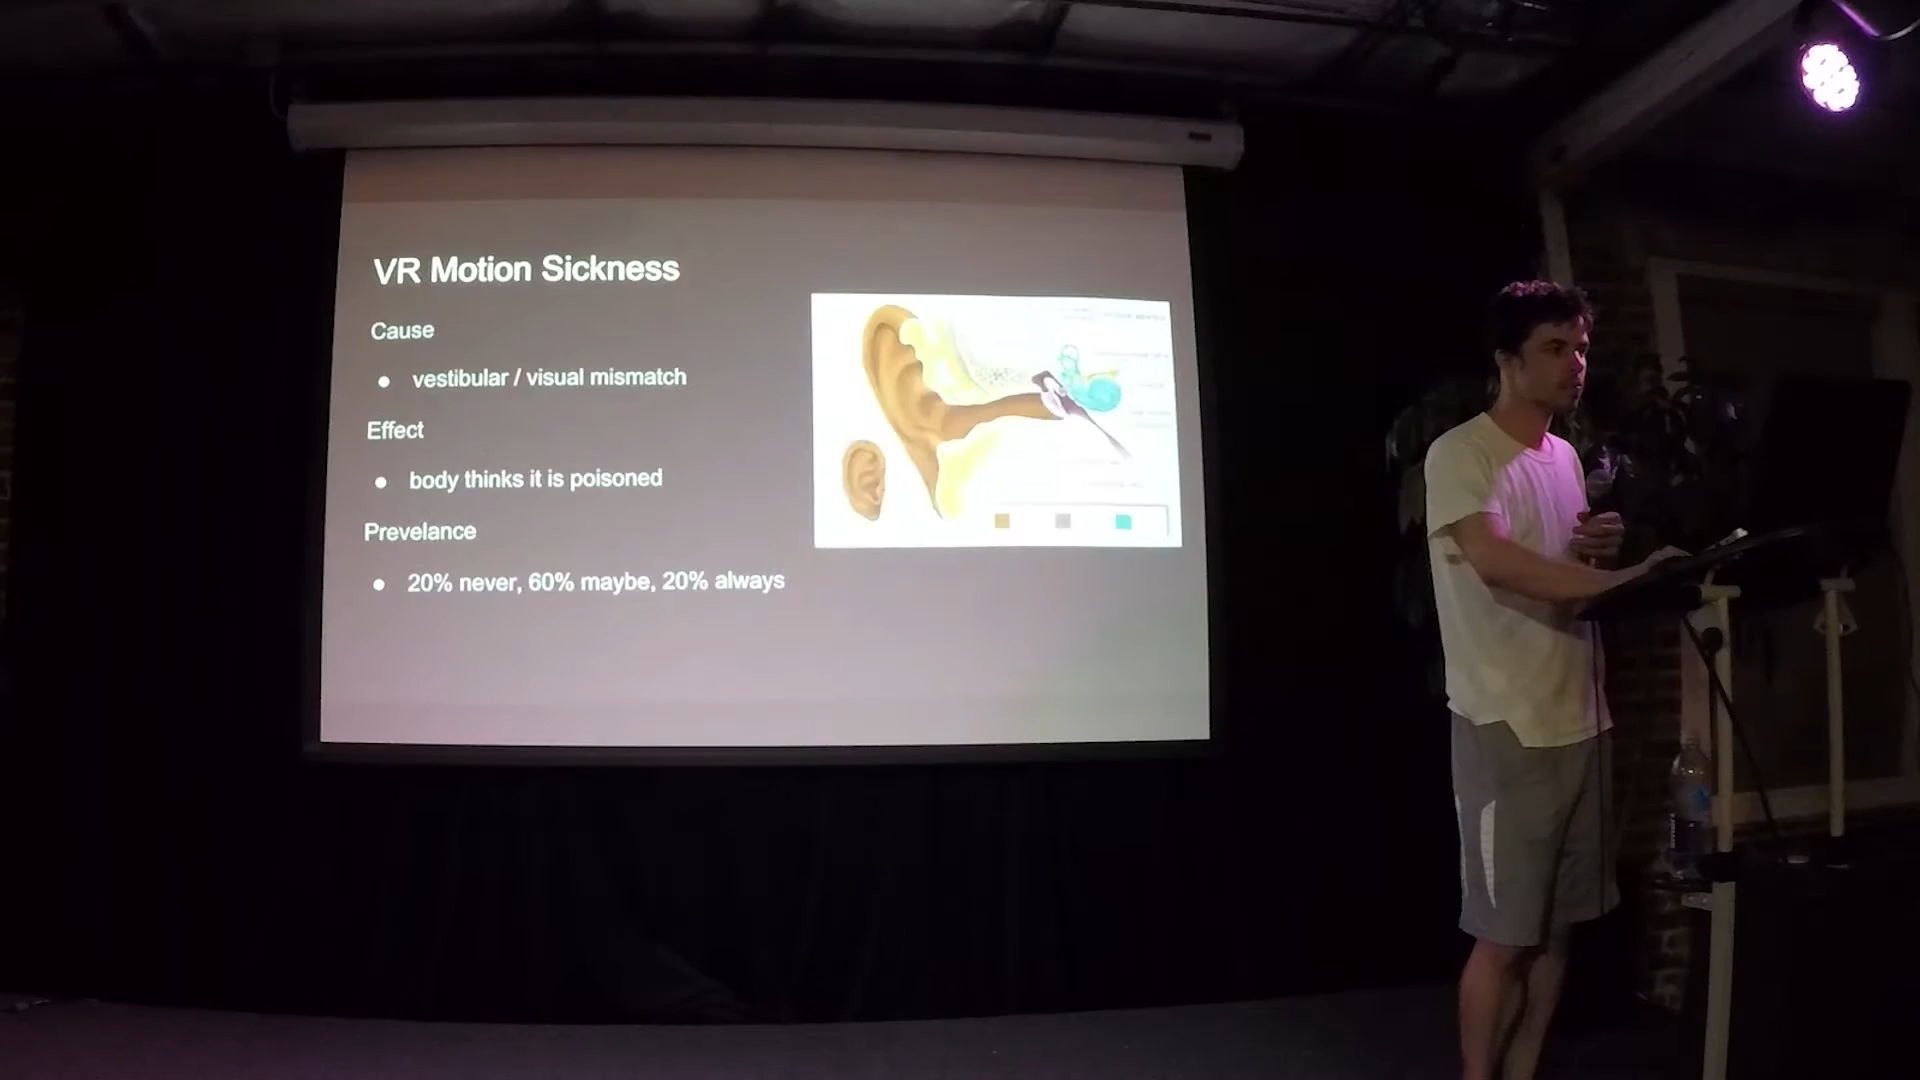 VR Motion Sickness
Cause
● vestibular / visual mismatch
Effect
● body thinks it is poisoned
Prevelance
● 20% never, 60% maybe, 20% always